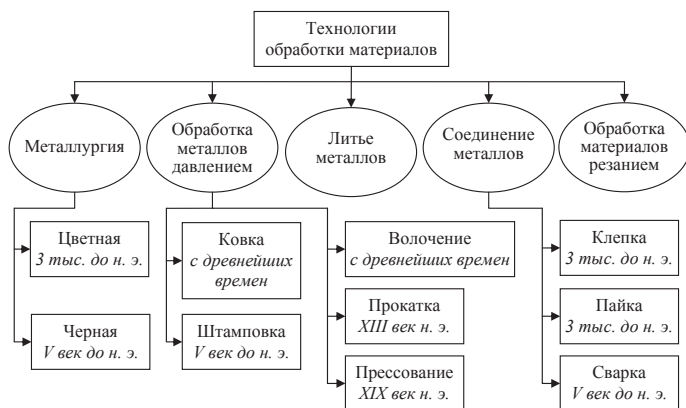 Технологии
обработки материалов
Металлургия
Обработка
металлов
давлением
Литье
металлов
Соединение
металлов
Обработка
материалов
резанием
Цветная
3 тыс. до н. э.
Черная
V век до н. э.
Ковка
с древнейших
времен
Штамповка
V век до н. э.
Волочение
с древнейших времен
Прокатка
XIII век н. э.
Прессование
XIX век н. э.
Клепка
3 тыс. до н. э.
Пайка
3 тыс. до н. э.
Сварка
V век до н. э.